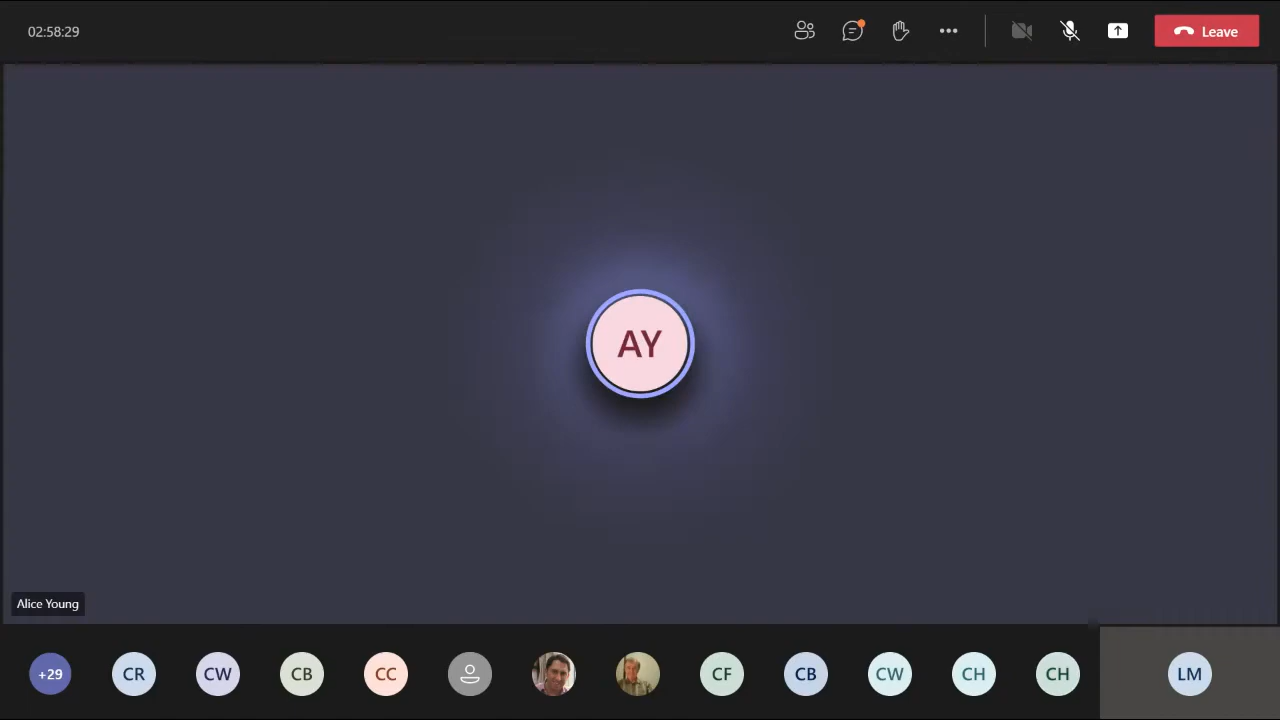 02:58:29
Leave
AY
Alice Young
+29
CR
CW
CB
CC
CF
CB
CW
CH
CH
LM